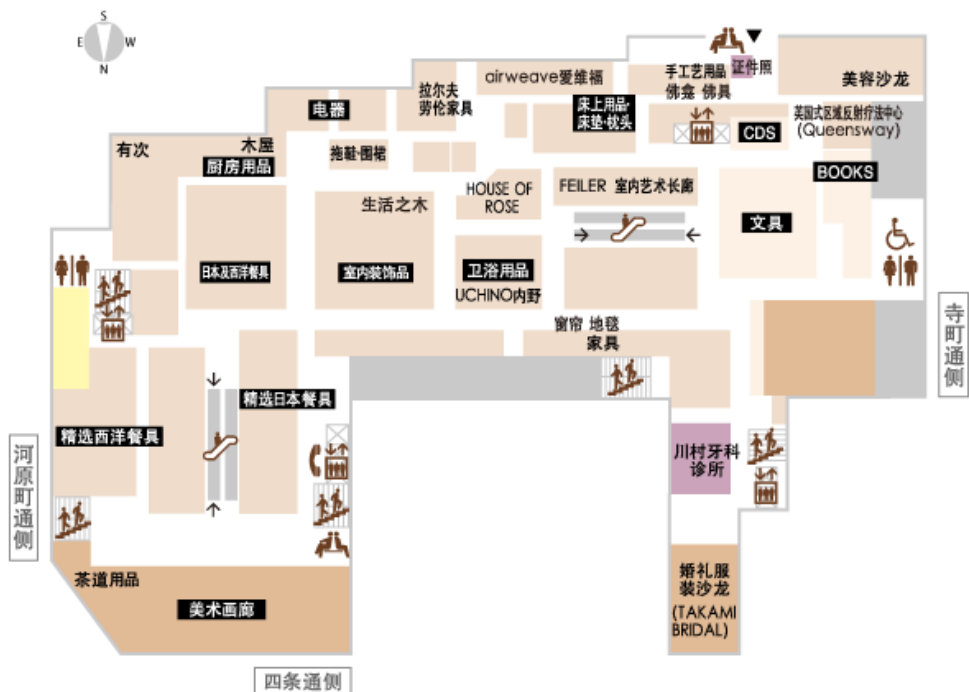 S
E
W
N
证件照
手工艺用品
佛龛 佛具
美容沙龙
airweave爱维福
拉尔夫
劳伦家具
电器
床上用品·
床垫·枕头
CDS
英国式区域反射疗法中心
(Queensway)
有次
木屋
厨房用品
拖鞋·围裙
BOOKS
HOUSE OF
ROSE
FEILER 室内艺术长廊
生活之木
文具
日本及西洋餐具
室内装饰品
卫浴用品
UCHINO内野
窗帘 地毯
家具
寺町通侧
精选日本餐具
精选西洋餐具
川村牙科
诊所
河原町通侧
茶道用品
美术画廊
婚礼服
装沙龙
(TAKAMI
BRIDAL)
四条通侧